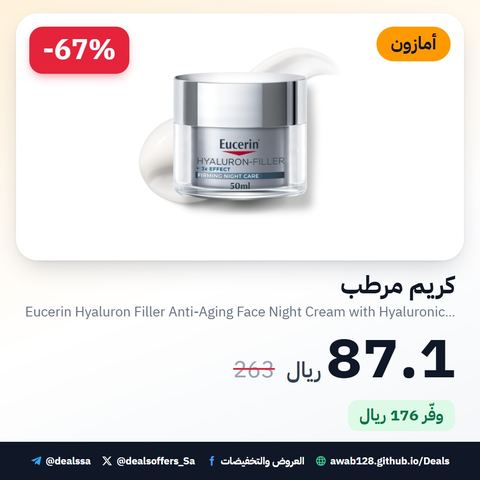 -67%
أمازون
Eucerin
HYALURON-FILLER
+ 3x EFFECT
FIRMING NIGHT CARE
50ml
كريم مرطب
Eucerin Hyaluron Filler Anti-Aging Face Night Cream with Hyaluronic...
87.1 ريال 263
وفّر 176 ريال
@dealssa @dealsoffers_Sa العروض والتخفيضات awab128.github.io/Deals